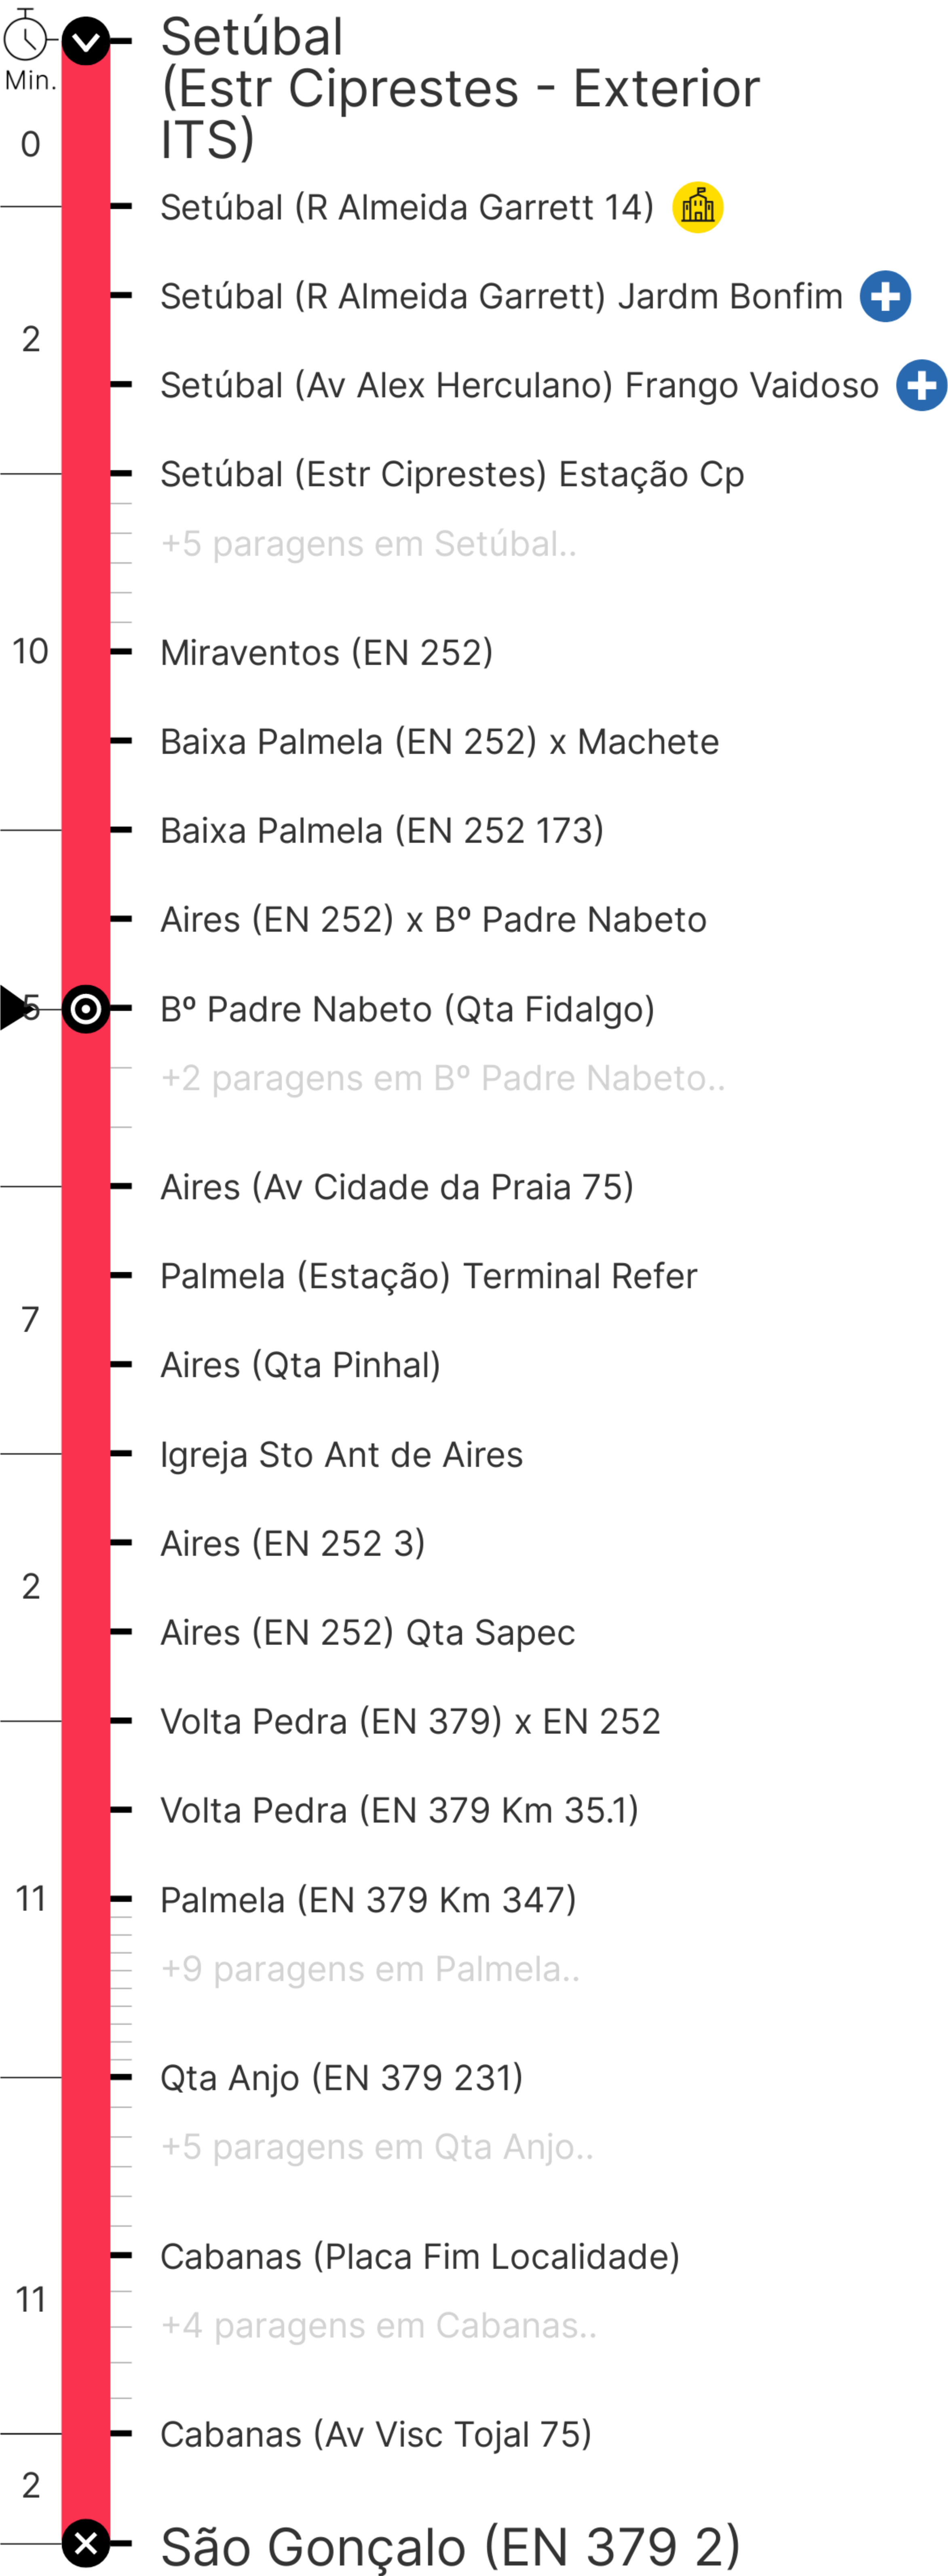 Setúbal
(Estr Ciprestes - Exterior
ITS)
Min.
0
Setúbal (R Almeida Garrett 14)
Setúbal (R Almeida Garrett) Jardm Bonfim
2
Setúbal (Av Alex Herculano) Frango Vaidoso
Setúbal (Estr Ciprestes) Estação Cp
+5 paragens em Setúbal..
10
Miraventos (EN 252)
Baixa Palmela (EN 252) x Machete
Baixa Palmela (EN 252 173)
Aires (EN 252) x Bº Padre Nabeto
5
Bº Padre Nabeto (Qta Fidalgo)
+2 paragens em Bº Padre Nabeto..
Aires (Av Cidade da Praia 75)
Palmela (Estação) Terminal Refer
7
Aires (Qta Pinhal)
Igreja Sto Ant de Aires
Aires (EN 252 3)
2
Aires (EN 252) Qta Sapec
Volta Pedra (EN 379) x EN 252
Volta Pedra (EN 379 Km 35.1)
11
Palmela (EN 379 Km 347)
+9 paragens em Palmela..
Qta Anjo (EN 379 231)
+5 paragens em Qta Anjo..
Cabanas (Placa Fim Localidade)
11
+4 paragens em Cabanas..
Cabanas (Av Visc Tojal 75)
2
São Gonçalo (EN 379 2)